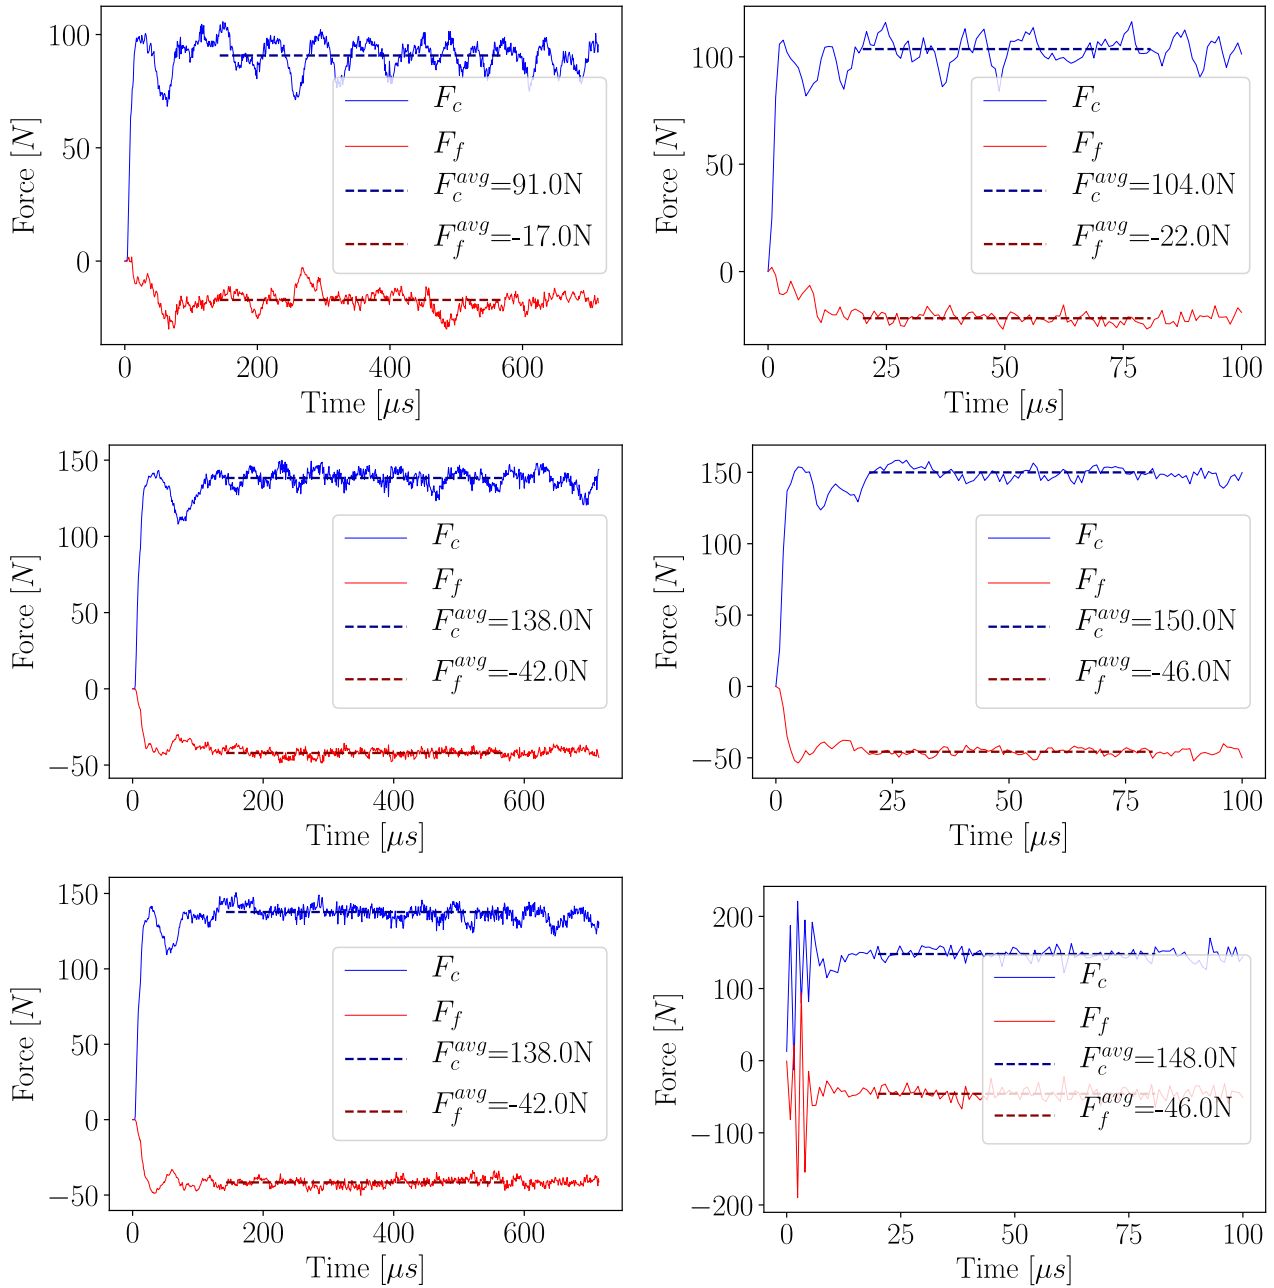 100
50
0
Force [N]
0 200 400 600
Time [μs]
F_c
F_f
F_c^{avg}=91.0N
F_f^{avg}=-17.0N
100
50
0
Force [N]
0 25 50 75 100
Time [μs]
F_c
F_f
F_c^{avg}=104.0N
F_f^{avg}=-22.0N
150
100
50
0
−50
Force [N]
0 200 400 600
Time [μs]
F_c
F_f
F_c^{avg}=138.0N
F_f^{avg}=-42.0N
150
100
50
0
−50
Force [N]
0 25 50 75 100
Time [μs]
F_c
F_f
F_c^{avg}=150.0N
F_f^{avg}=-46.0N
150
100
50
0
−50
Force [N]
0 200 400 600
Time [μs]
F_c
F_f
F_c^{avg}=138.0N
F_f^{avg}=-42.0N
200
100
0
−100
−200
Force [N]
0 25 50 75 100
Time [μs]
F_c
F_f
F_c^{avg}=148.0N
F_f^{avg}=-46.0N